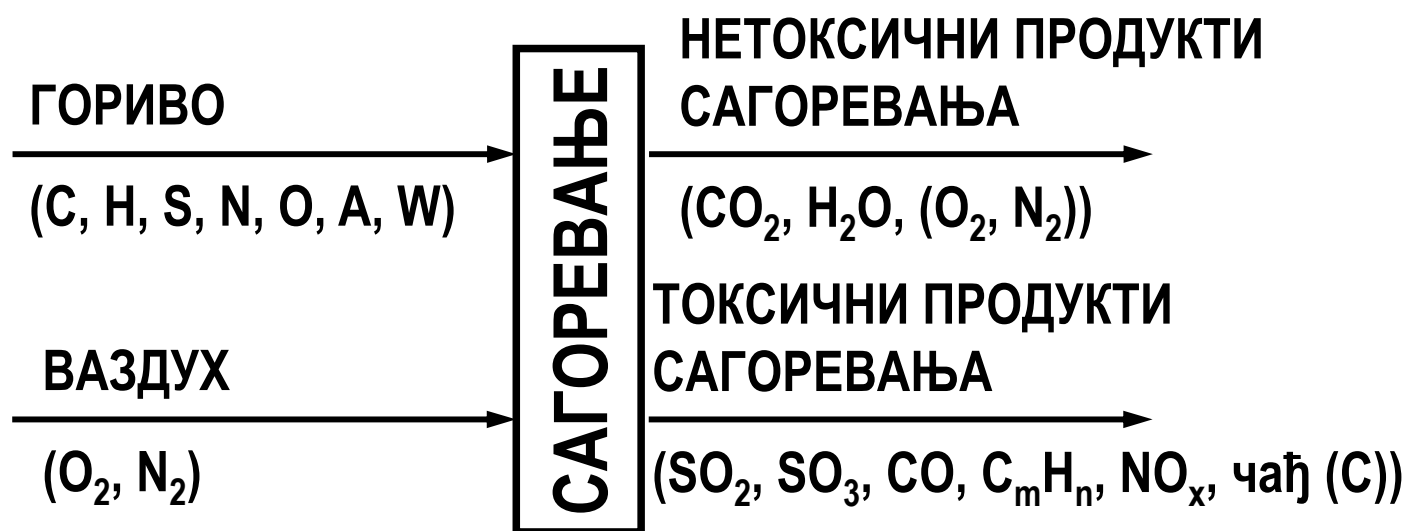 ГОРИВО
(C, H, S, N, O, A, W)
ВАЗДУХ
(O₂, N₂)
САГОРЕВАЊЕ
НЕТОКСИЧНИ ПРОДУКТИ
САГОРЕВАЊА
(CO₂, H₂O, (O₂, N₂))
ТОКСИЧНИ ПРОДУКТИ
САГОРЕВАЊА
(SO₂, SO₃, CO, CₘHₙ, NOₓ, чађ (C))